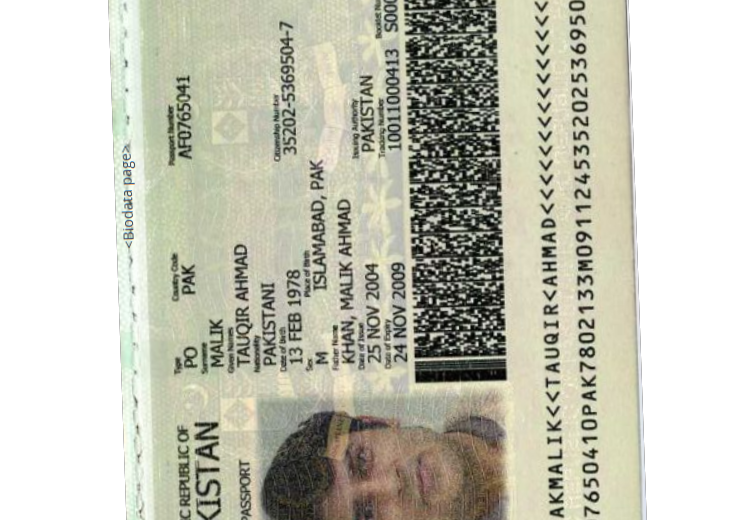 <Biodata page>
C REPUBLIC OF
KISTAN
PASSPORT
Type Country Code Passport Number
PO PAK AF0765041
Surname
MALIK
Given Names
TAUQIR AHMAD
Nationality Citizenship Number
PAKISTANI 35202-5369504-7
Date of Birth
13 FEB 1978
Sex Place of Birth
M ISLAMABAD, PAK
Father Name
KHAN, MALIK AHMAD
Date of Issue Issuing Authority
25 NOV 2004 PAKISTAN
Date of Expiry Tracking Number Booklet Nu
24 NOV 2009 10011000413 S000
AKMALIK<<TAUQIR<AHMAD<<<<<<<<<<<<<<<
7650410PAK7802133M091124535202536950